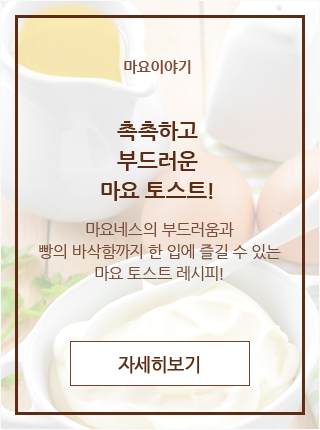 마요이야기
촉촉하고
부드러운
마요 토스트!
마요네스의 부드러움과
빵의 바삭함까지 한 입에 즐길 수 있는
마요 토스트 레시피!
자세히보기